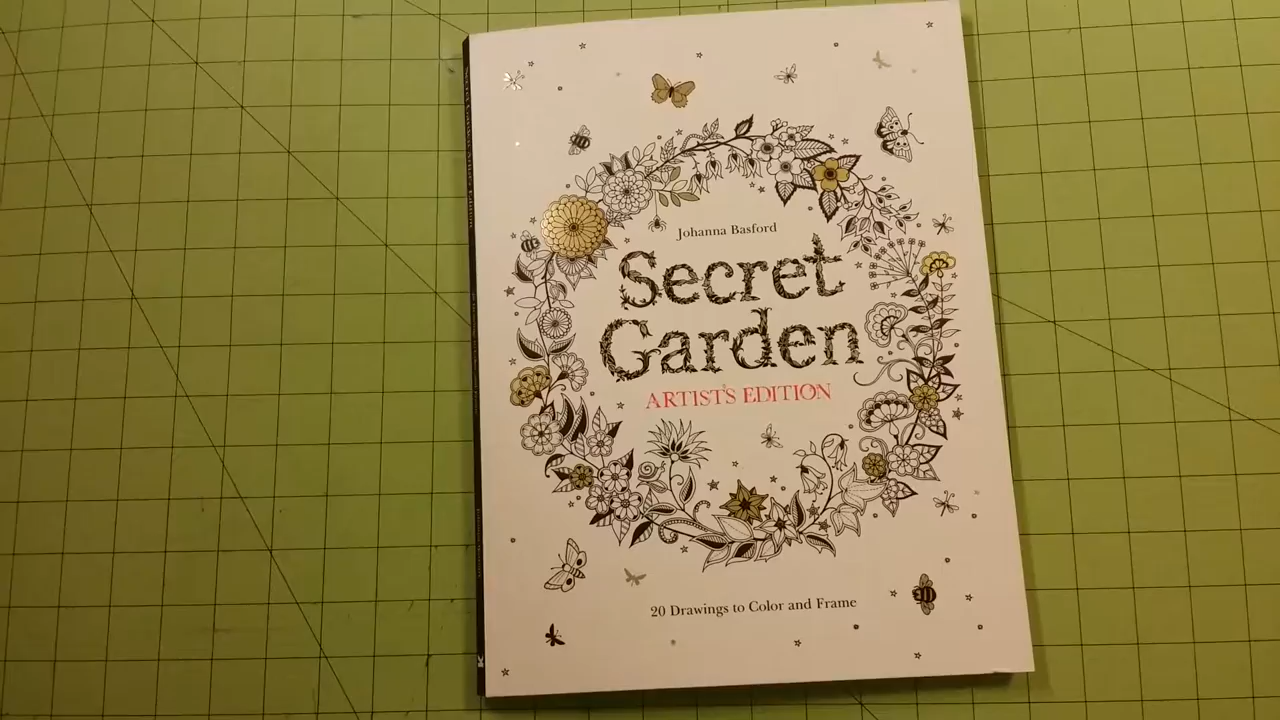 Johanna Basford
Secret
Garden
ARTIST'S EDITION
20 Drawings to Color and Frame